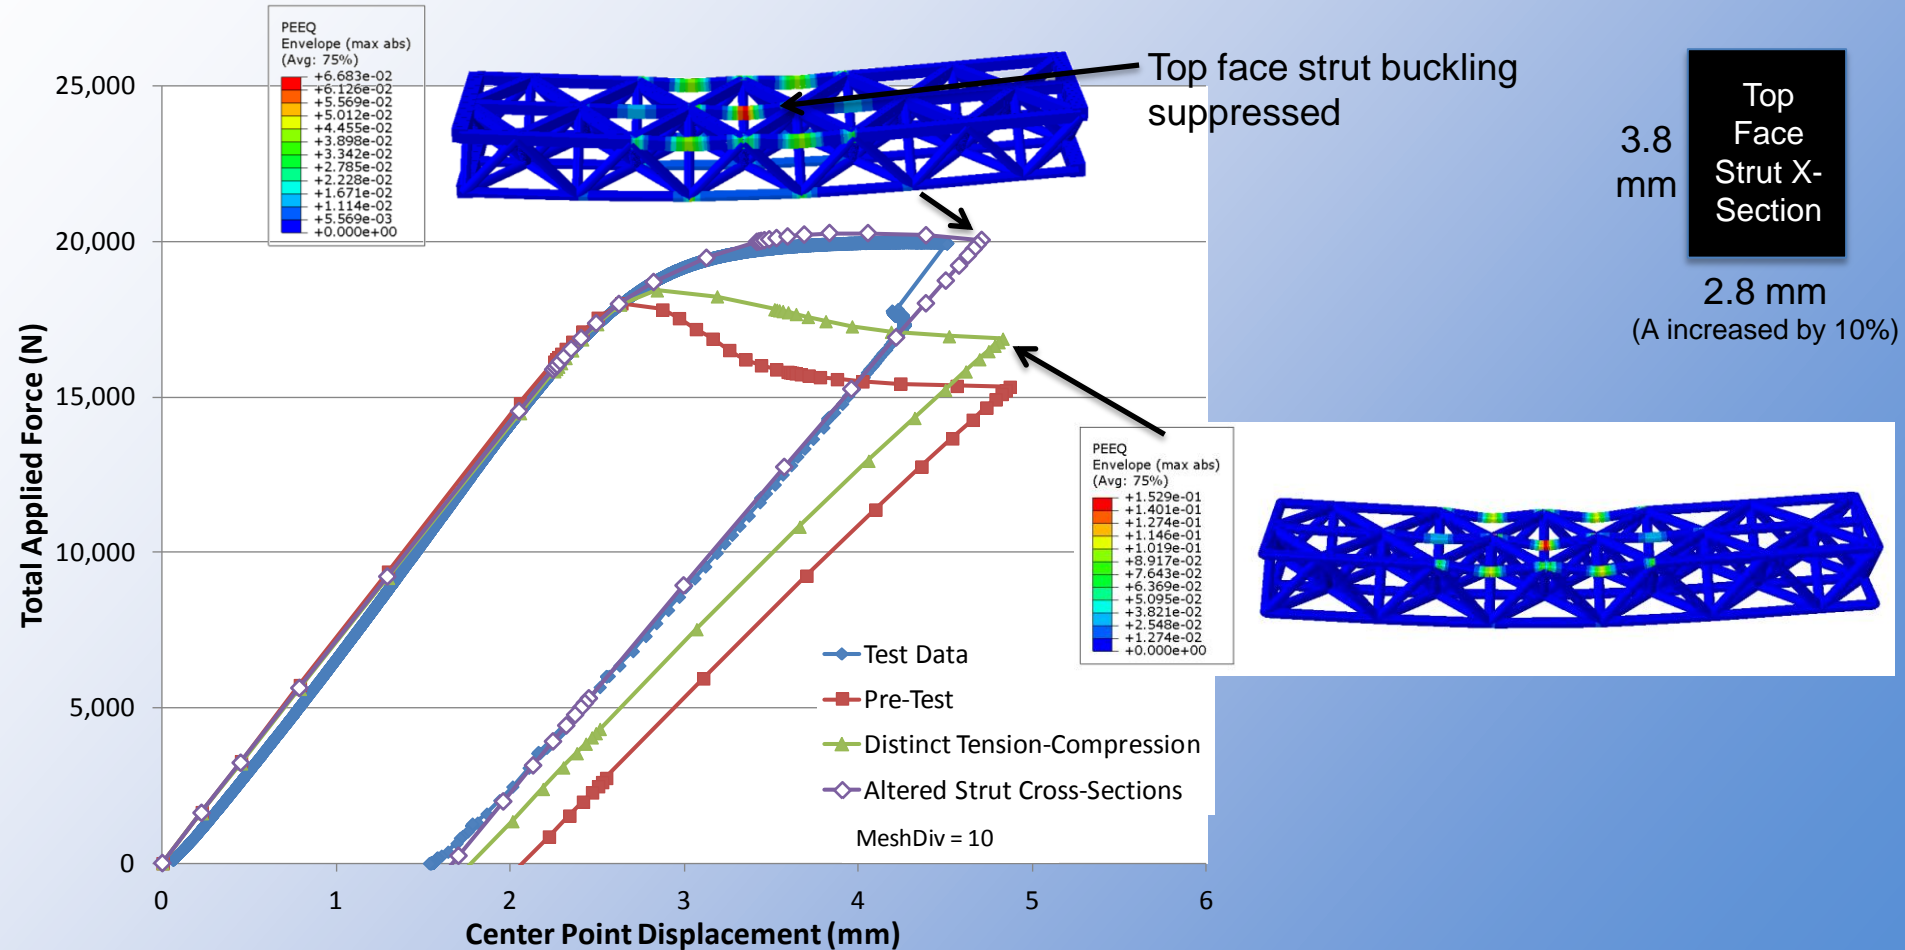 PEEQ
Envelope (max abs)
(Avg: 75%)
+6.683e-02
+6.126e-02
+5.569e-02
+5.012e-02
+4.455e-02
+3.898e-02
+3.342e-02
+2.785e-02
+2.228e-02
+1.671e-02
+1.114e-02
+5.569e-03
+0.000e+00
Top face strut buckling
suppressed
Top
Face
Strut X-
Section
3.8
mm
2.8 mm
(A increased by 10%)
Total Applied Force (N)
25,000
20,000
15,000
10,000
5,000
0
PEEQ
Envelope (max abs)
(Avg: 75%)
+1.529e-01
+1.401e-01
+1.274e-01
+1.146e-01
+1.019e-01
+8.917e-02
+7.643e-02
+6.369e-02
+5.095e-02
+3.821e-02
+2.548e-02
+1.274e-02
+0.000e+00
Test Data
Pre-Test
Distinct Tension-Compression
Altered Strut Cross-Sections
MeshDiv = 10
0 1 2 3 4 5 6
Center Point Displacement (mm)